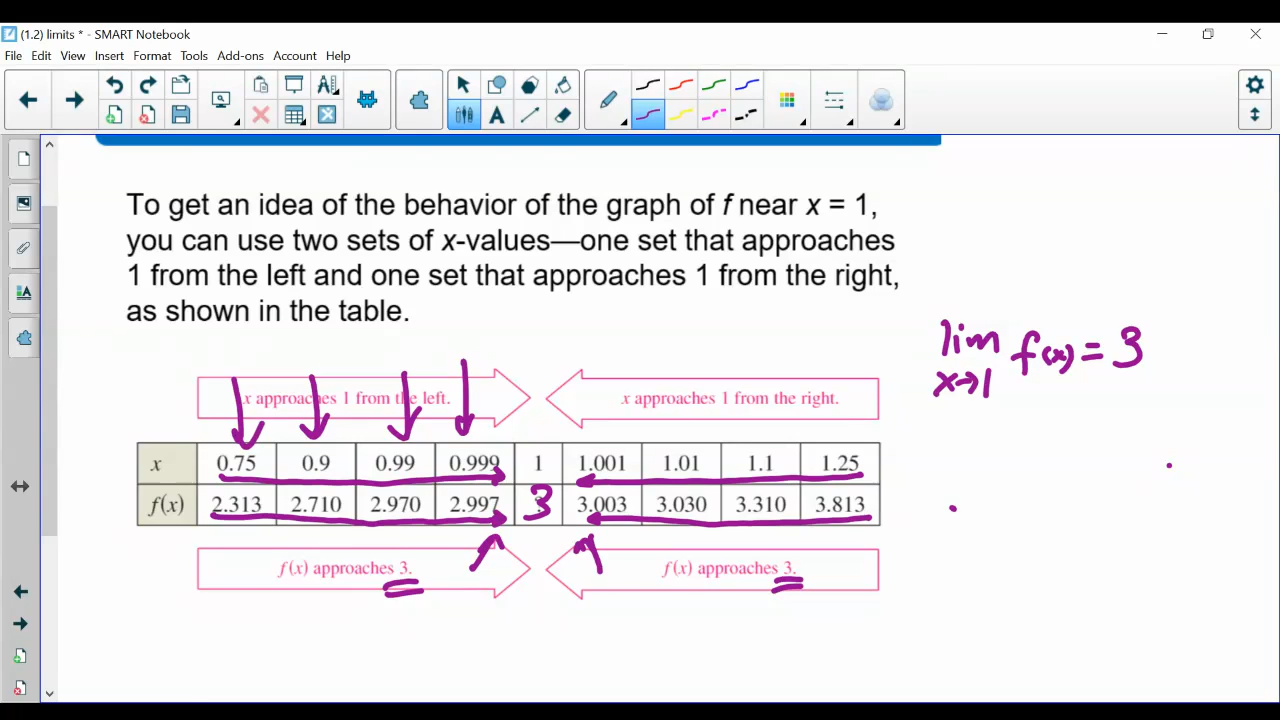 (1.2) limits * - SMART Notebook
File Edit View Insert Format Tools Add-ons Account Help
To get an idea of the behavior of the graph of f near x = 1,
you can use two sets of x-values—one set that approaches
1 from the left and one set that approaches 1 from the right,
as shown in the table.
lim f(x) = 3
x→1
x approaches 1 from the left. x approaches 1 from the right.
x 0.75 0.9 0.99 0.999 1 1.001 1.01 1.1 1.25
f(x) 2.313 2.710 2.970 2.997 3 3.003 3.030 3.310 3.813
f(x) approaches 3. f(x) approaches 3.